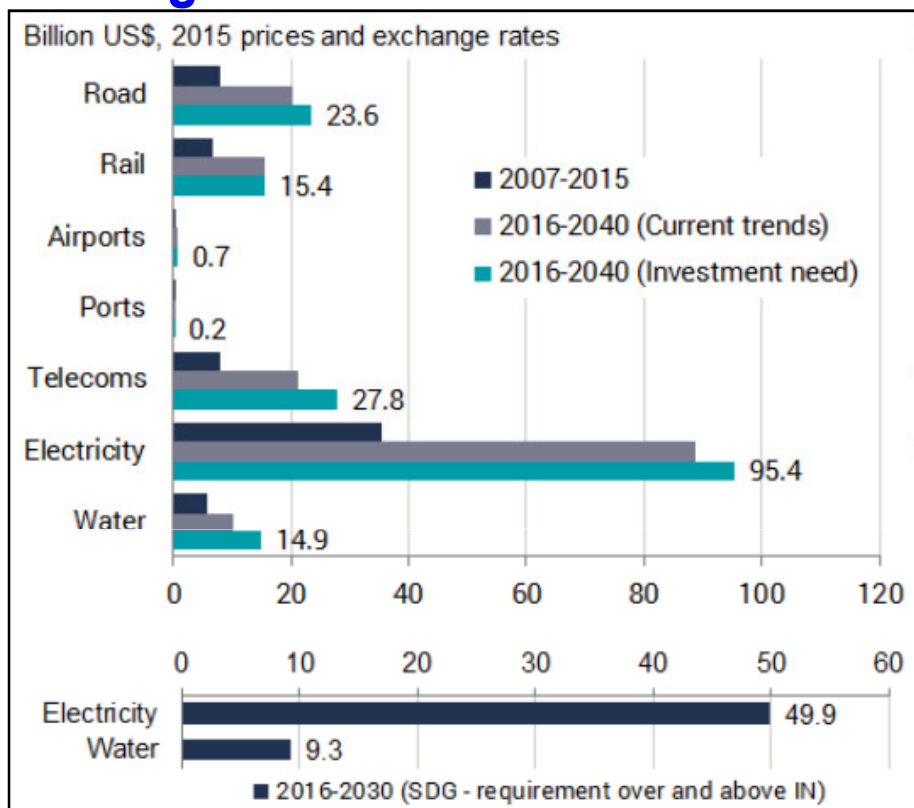 Billion US$, 2015 prices and exchange rates
Road
23.6
Rail
15.4
2007-2015
2016-2040 (Current trends)
2016-2040 (Investment need)
Airports
0.7
Ports
0.2
Telecoms
27.8
Electricity
95.4
Water
14.9
0 20 40 60 80 100 120
0 10 20 30 40 50 60
Electricity
49.9
Water
9.3
2016-2030 (SDG - requirement over and above IN)